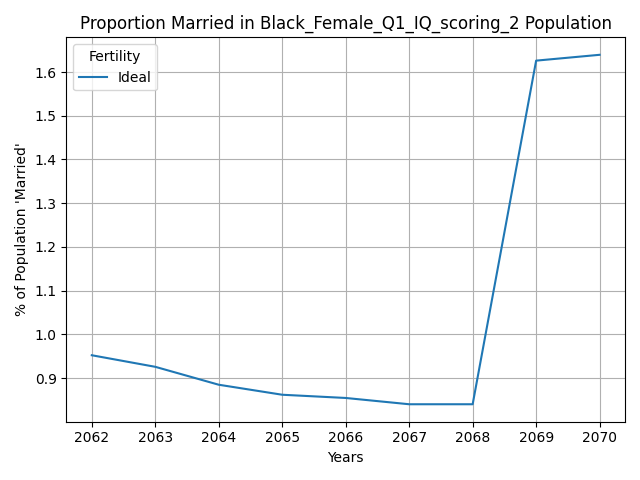 Proportion Married in Black_Female_Q1_IQ_scoring_2 Population
Fertility
Ideal
% of Population 'Married'
1.6
1.5
1.4
1.3
1.2
1.1
1.0
0.9
2062 2063 2064 2065 2066 2067 2068 2069 2070
Years